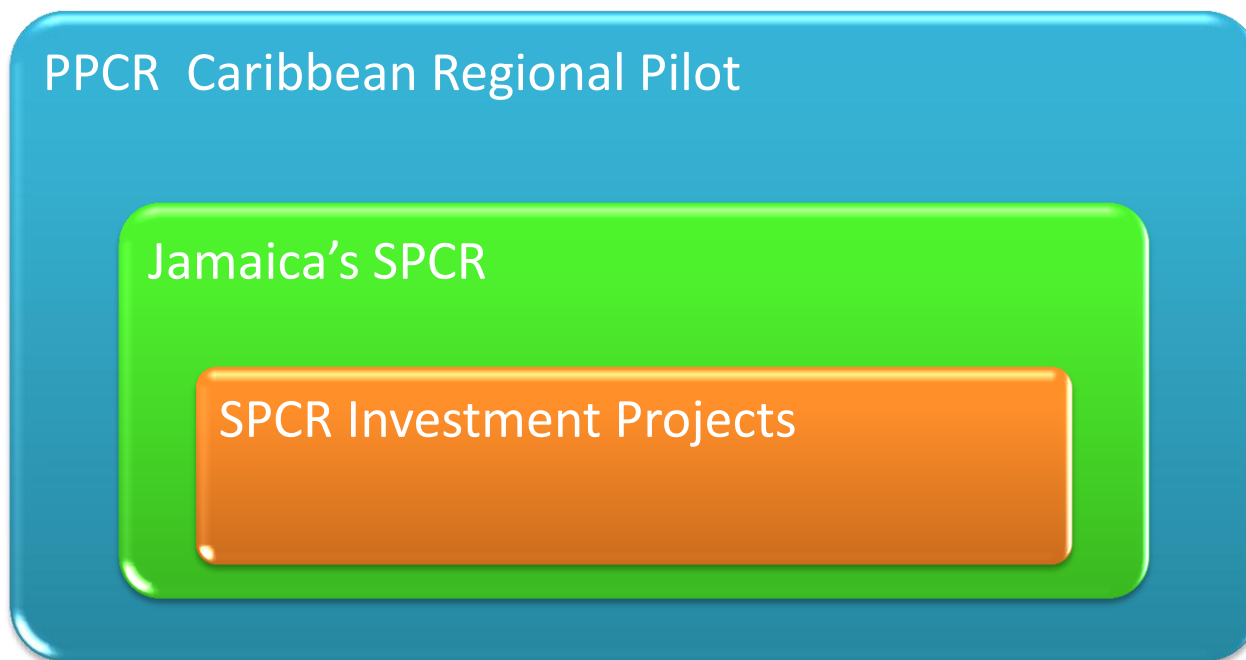 PPCR  Caribbean Regional Pilot
Jamaica’s SPCR
SPCR Investment Projects